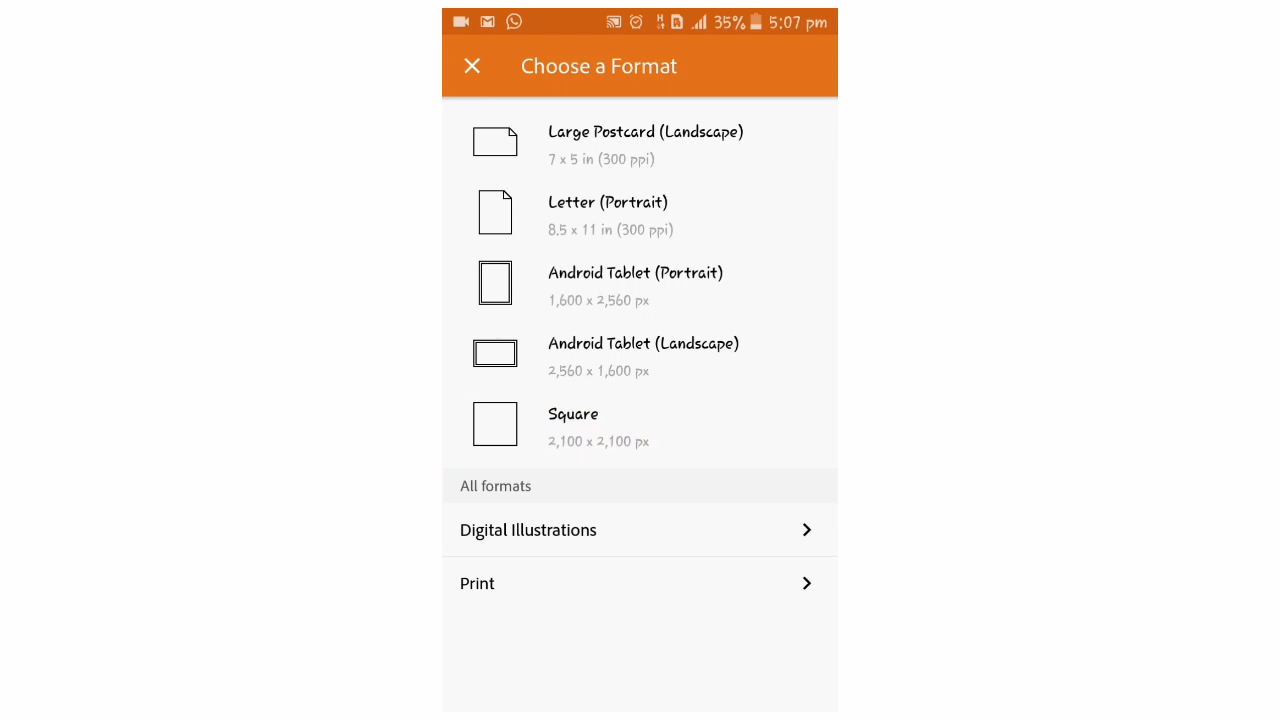 35% 5:07 pm
Choose a Format
Large Postcard (Landscape)
7 x 5 in (300 ppi)
Letter (Portrait)
8.5 x 11 in (300 ppi)
Android Tablet (Portrait)
1,600 x 2,560 px
Android Tablet (Landscape)
2,560 x 1,600 px
Square
2,100 x 2,100 px
All formats
Digital Illustrations
Print